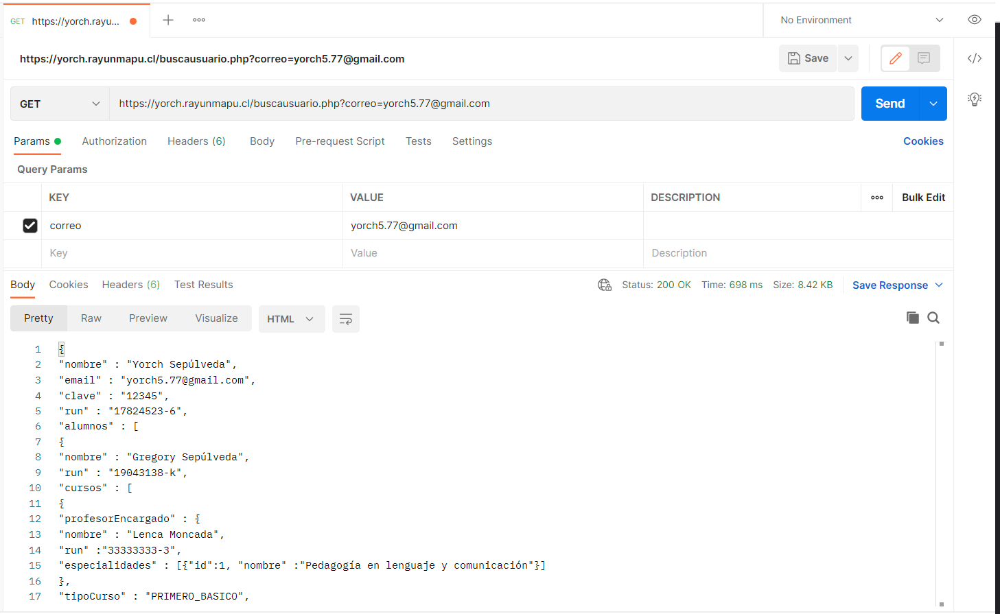 GET https://yorch.rayu...
No Environment
https://yorch.rayunmapu.cl/buscausuario.php?correo=yorch5.77@gmail.com
Save
</>
GET https://yorch.rayunmapu.cl/buscausuario.php?correo=yorch5.77@gmail.com Send
Params Authorization Headers (6) Body Pre-request Script Tests Settings Cookies
Query Params
KEY VALUE DESCRIPTION Bulk Edit
correo yorch5.77@gmail.com
Key Value Description
Body Cookies Headers (6) Test Results Status: 200 OK Time: 698 ms Size: 8.42 KB Save Response
Pretty Raw Preview Visualize HTML
1 {
2 "nombre" : "Yorch Sepúlveda",
3 "email" : "yorch5.77@gmail.com",
4 "clave" : "12345",
5 "run" : "17824523-6",
6 "alumnos" : [
7 {
8 "nombre" : "Gregory Sepúlveda",
9 "run" : "19043138-k",
10 "cursos" : [
11 {
12 "profesorEncargado" : {
13 "nombre" : "Lenca Moncada",
14 "run" :"33333333-3",
15 "especialidades" : [{"id":1, "nombre" :"Pedagogía en lenguaje y comunicación"}]
16 },
17 "tipoCurso" : "PRIMERO_BASICO",